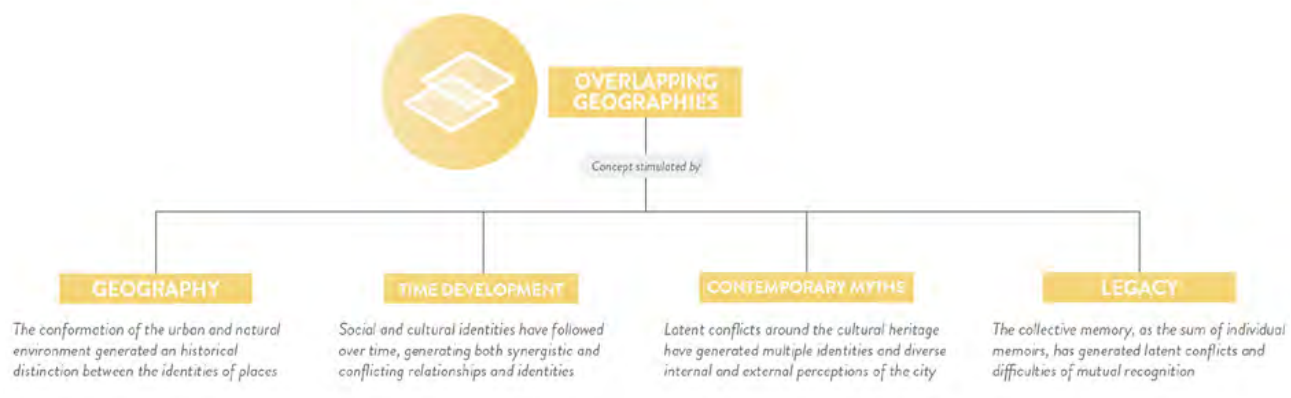 OVERLAPPING
GEOGRAPHIES
Concept stimulated by
GEOGRAPHY
The conformation of the urban and natural
environment generated an historical
distinction between the identities of places
TIME DEVELOPMENT
Social and cultural identities have followed
over time, generating both synergistic and
conflicting relationships and identities
CONTEMPORARY MYTHS
Latent conflicts around the cultural heritage
have generated multiple identities and diverse
internal and external perceptions of the city
LEGACY
The collective memory, as the sum of individual
memoirs, has generated latent conflicts and
difficulties of mutual recognition